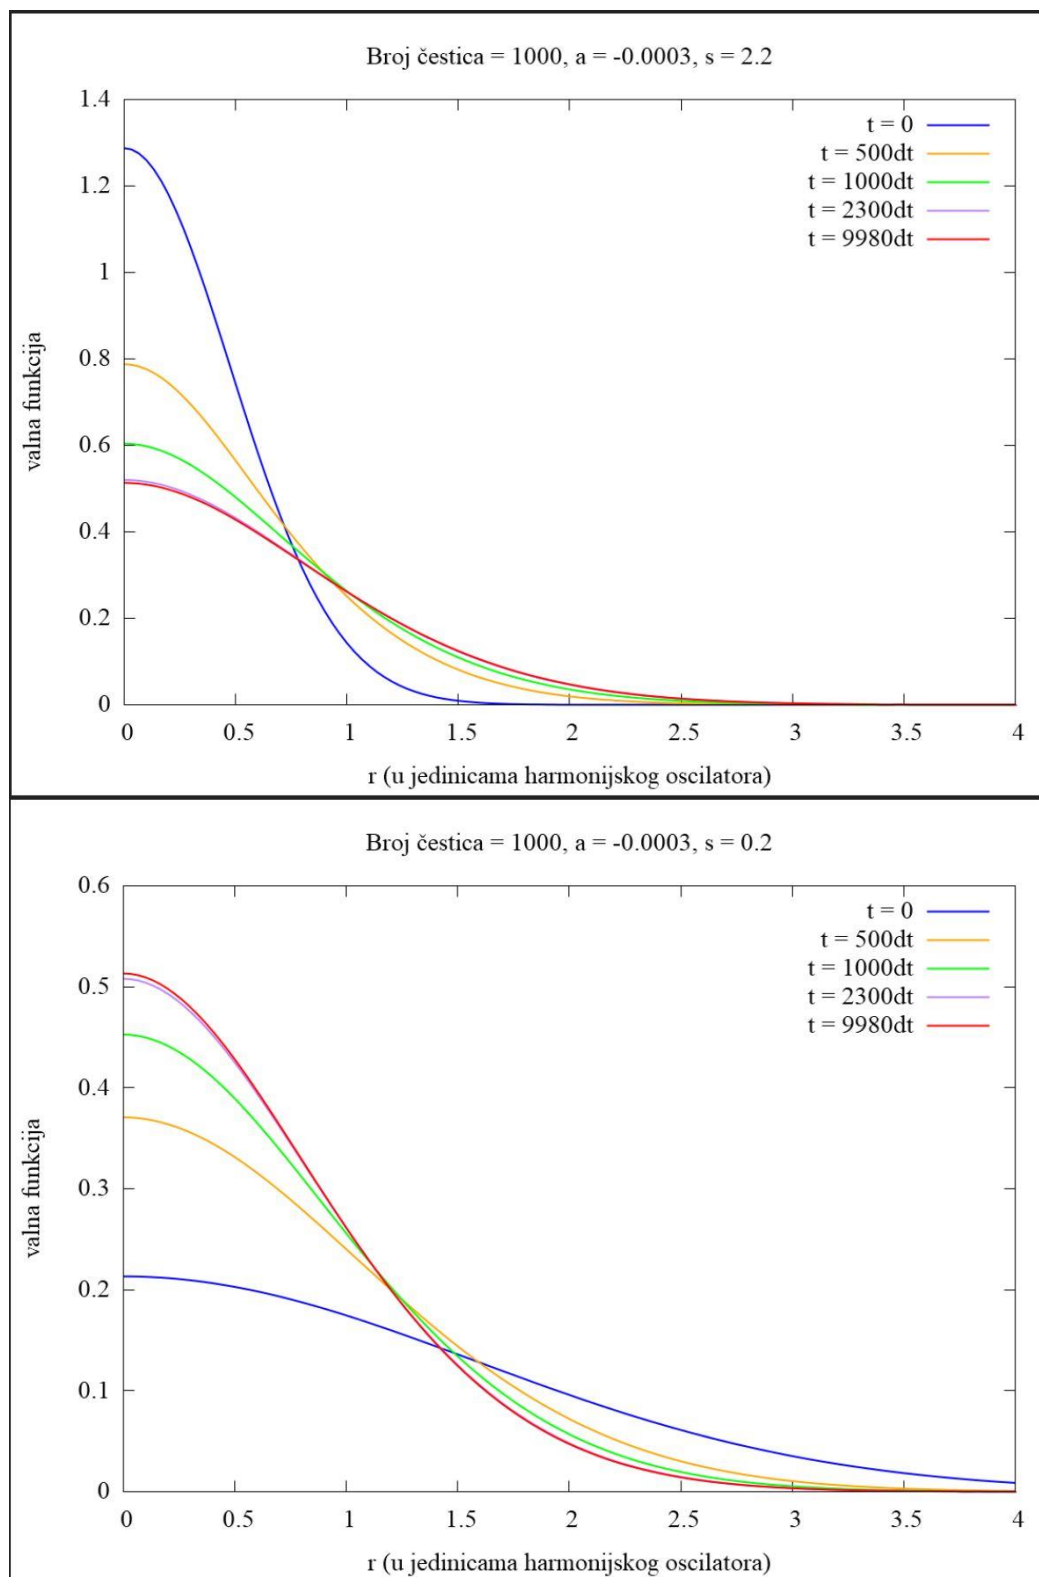 Broj čestica = 1000, a = -0.0003, s = 2.2
1.4
1.2
1
0.8
0.6
0.4
0.2
0
valna funkcija
t = 0
t = 500dt
t = 1000dt
t = 2300dt
t = 9980dt
0 0.5 1 1.5 2 2.5 3 3.5 4
r (u jedinicama harmonijskog oscilatora)
Broj čestica = 1000, a = -0.0003, s = 0.2
0.6
0.5
0.4
0.3
0.2
0.1
0
valna funkcija
t = 0
t = 500dt
t = 1000dt
t = 2300dt
t = 9980dt
0 0.5 1 1.5 2 2.5 3 3.5 4
r (u jedinicama harmonijskog oscilatora)